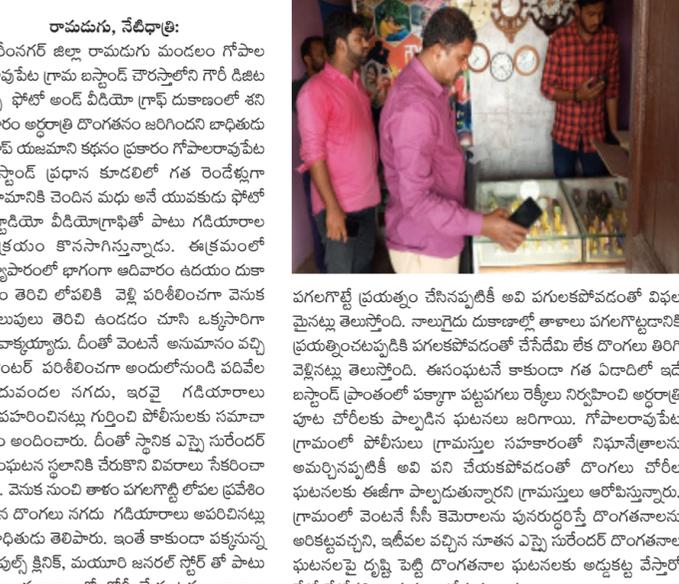 రామడుగు, నేటిధాత్రి:
రీంనగర్ జిల్లా రామడుగు మండలం గోపాల
వుపేట గ్రామ బస్టాండ్ చౌరస్తాలోని గౌరీ డిజిట
ఫోటో అండ్ వీడియో గ్రాఫ్ దుకాణంలో శని
రం అర్ధరాత్రి దొంగతనం జరిగిందని బాధితుడు
ప్ యజమాని కథనం ప్రకారం గోపాలరావుపేట
స్టాండ్ ప్రధాన కూడలిలో గత రెండేళ్లుగా
ామానికి చెందిన మధు అనే యువకుడు ఫోటో
్టూడియో వీడియోగ్రాఫితో పాటు గడియారాల
క్రయం కొనసాగిస్తున్నాడు. ఈక్రమంలో
్యాపారంలో భాగంగా ఆదివారం ఉదయం దుకా
ం తెరిచి లోపలికి వెళ్లి పరిశీలించగా వెనుక
లుపులు తెరిచి ఉండడం చూసి ఒక్కసారిగా
వాక్కయ్యాడు. దీంతో వెంటనే అనుమానం వచ్చి
ంటర్ పరిశీలించగా అందులోనుండి పదివేల
దువందల నగదు, ఇరవై గడియారాలు
పహరించినట్లు గుర్తించి పోలీసులకు సమాచా
ం అందించారు. దీంతో స్థానిక ఎస్సై సురేందర్
ంఘటన స్థలానికి చేరుకొని వివరాలు సేకరించా
. వెనుక నుంచి తాళం పగలగొట్టి లోపల ప్రవేశిం
న దొంగలు నగదు గడియారాలు అపరిచినట్లు
ాధితుడు తెలిపారు. ఇంతే కాకుండా పక్కనున్న
పుల్స్ క్లినిక్, మయూరి జనరల్ స్టోర్ తో పాటు
పగలగొట్టే ప్రయత్నం చేసినప్పటికీ అవి పగులకపోవడంతో విఫల
మైనట్లు తెలుస్తోంది. నాలుగైదు దుకాణాల్లో తాళాలు పగలగొట్టడానికి
ప్రయత్నించటప్పడికి పగలకపోవడంతో చేసేదేమి లేక దొంగలు తిరిగి
వెళ్లినట్లు తెలుస్తోంది. ఈసంఘటనే కాకుండా గత ఏడాదిలో ఇదే
బస్టాండ్ ప్రాంతంలో పక్కాగా పట్టపగలు రెక్కీలు నిర్వహించి అర్ధరాత్రి
పూట చోరీలకు పాల్పడిన ఘటనలు జరిగాయి. గోపాలరావుపేట
గ్రామంలో పోలీసులు గ్రామస్తుల సహకారంతో నిఘానేత్రాలను
అమర్చినప్పటికీ అవి పని చేయకపోవడంతో దొంగలు చోరీల
ఘటనలకు ఈజీగా పాల్పడుతున్నారని గ్రామస్తులు ఆరోపిస్తున్నారు.
గ్రామంలో వెంటనే సీసీ కెమెరాలను పునరుద్ధరిస్తే దొంగతనాలను
అరికట్టవచ్చని, ఇటీవల వచ్చిన నూతన ఎస్సై సురేందర్ దొంగతనాల
ఘటనలపై దృష్టి పెట్టి దొంగతనాల ఘటనలకు అడ్డుకట్ట వేస్తారో